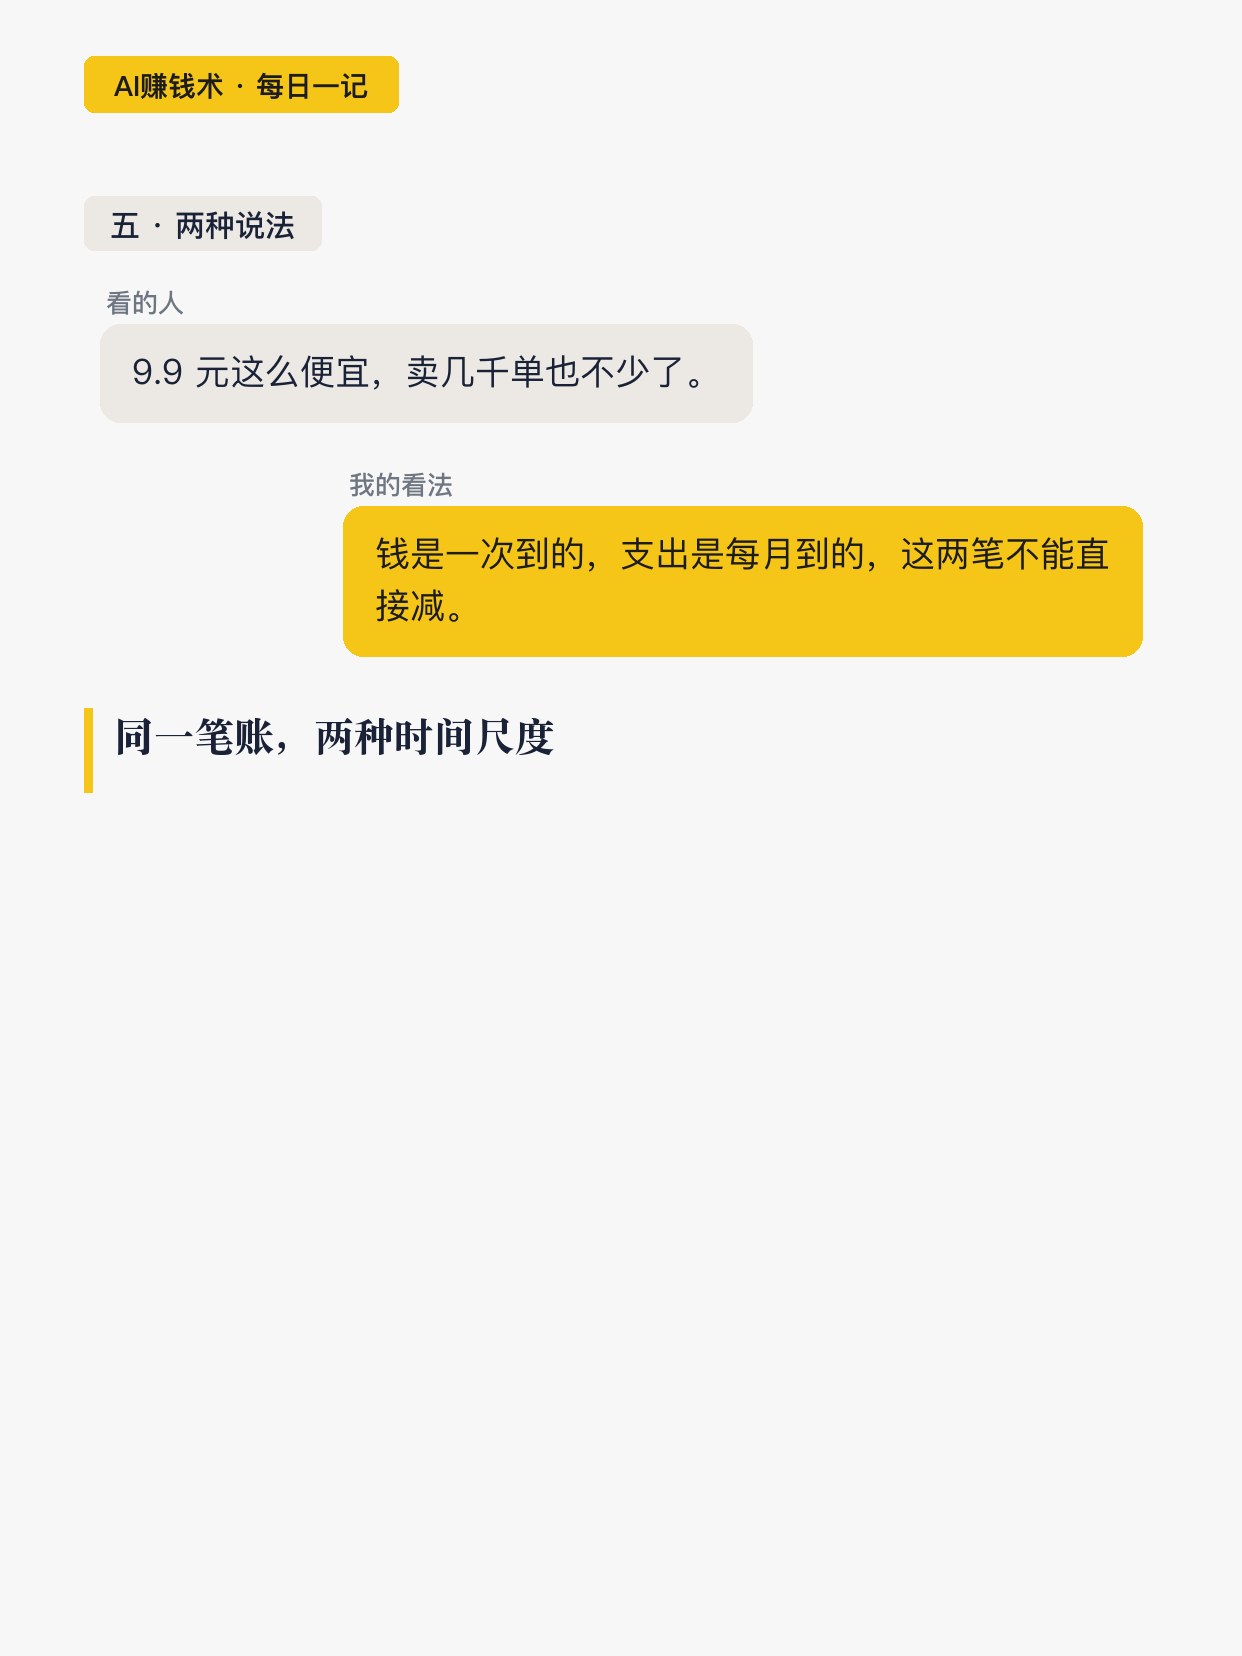 AI赚钱术 · 每日一记
五 · 两种说法
看的人
9.9 元这么便宜，卖几千单也不少了。
我的看法
钱是一次到的，支出是每月到的，这两笔不能直
接减。
同一笔账，两种时间尺度